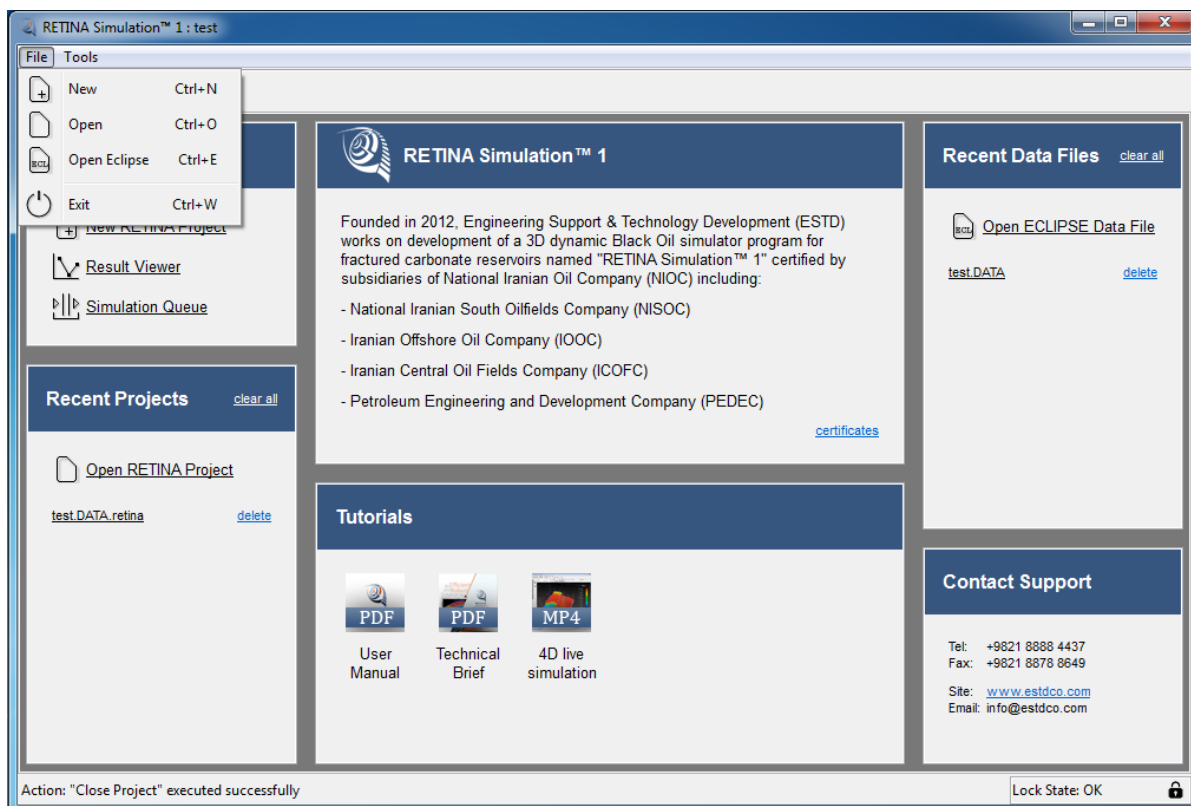 RETINA Simulation™ 1 : test
File Tools
New Ctrl+N
Open Ctrl+O
ECL Open Eclipse Ctrl+E
Exit Ctrl+W
New RETINA Project
Result Viewer
Simulation Queue
Recent Projects clear all
Open RETINA Project
test.DATA.retina delete
RETINA Simulation™ 1
Founded in 2012, Engineering Support & Technology Development (ESTD)
works on development of a 3D dynamic Black Oil simulator program for
fractured carbonate reservoirs named "RETINA Simulation™ 1" certified by
subsidiaries of National Iranian Oil Company (NIOC) including:
- National Iranian South Oilfields Company (NISOC)
- Iranian Offshore Oil Company (IOOC)
- Iranian Central Oil Fields Company (ICOFC)
- Petroleum Engineering and Development Company (PEDEC)
certificates
Tutorials
PDF PDF MP4
User Technical 4D live
Manual Brief simulation
Recent Data Files clear all
ECL Open ECLIPSE Data File
test.DATA delete
Contact Support
Tel: +9821 8888 4437
Fax: +9821 8878 8649
Site: www.estdco.com
Email: info@estdco.com
Action: "Close Project" executed successfully
Lock State: OK